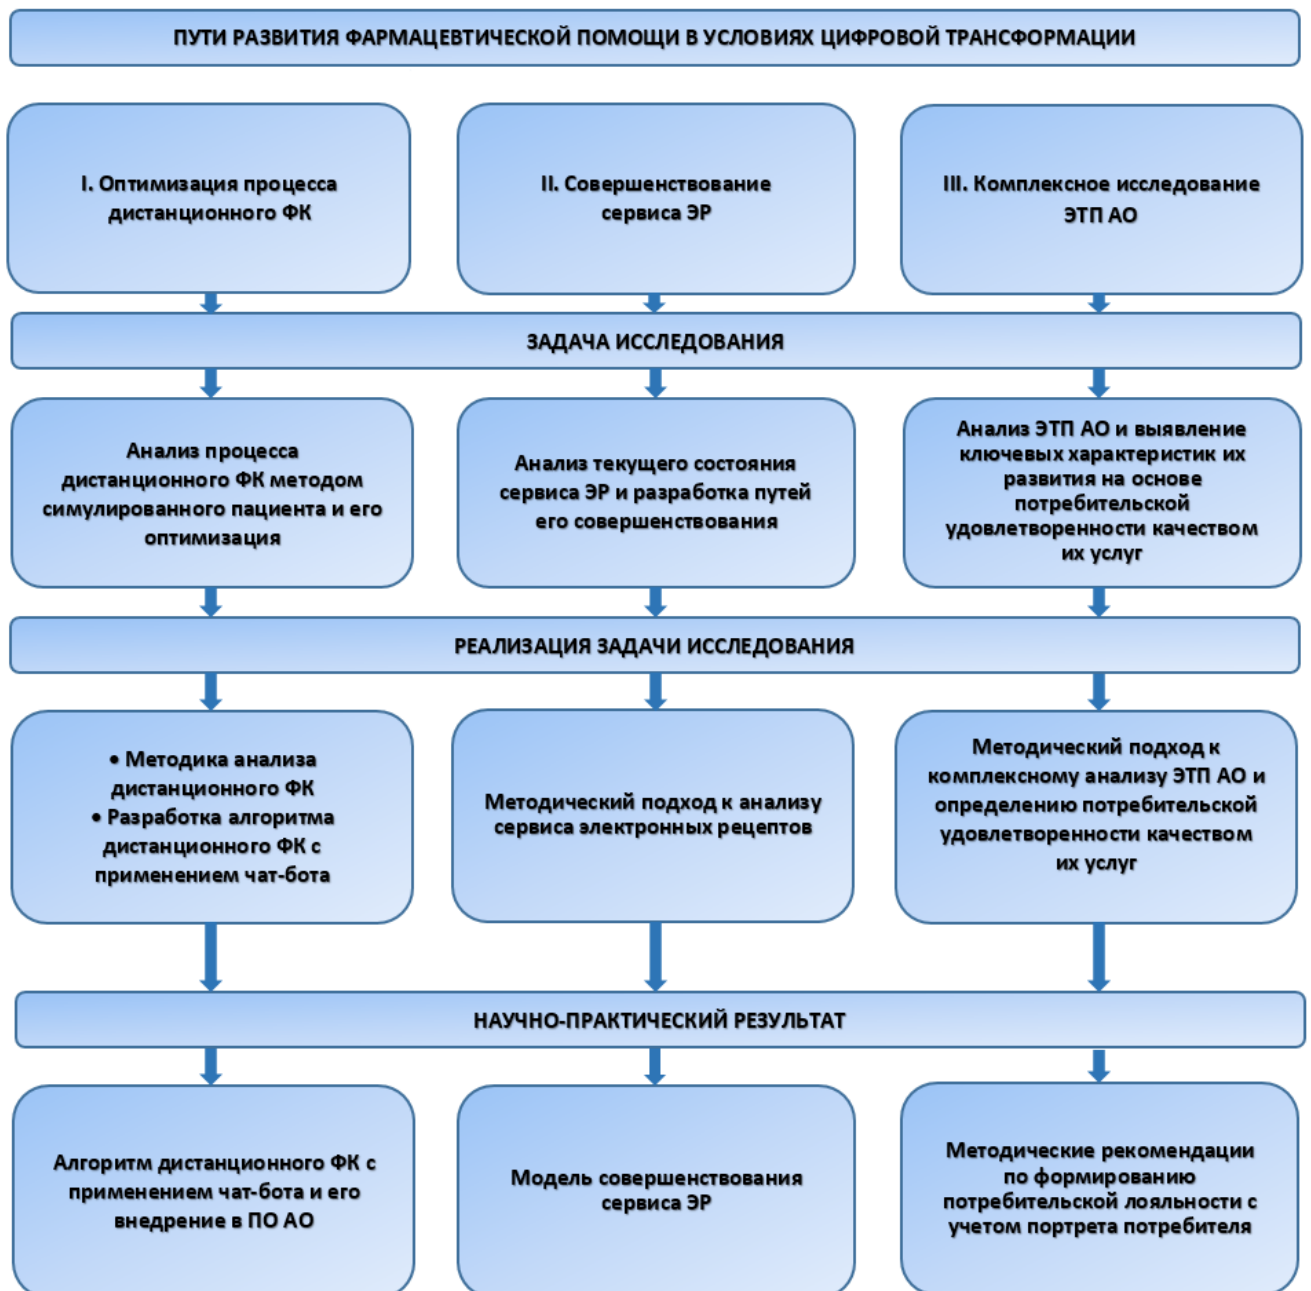 ПУТИ РАЗВИТИЯ ФАРМАЦЕВТИЧЕСКОЙ ПОМОЩИ В УСЛОВИЯХ ЦИФРОВОЙ ТРАНСФОРМАЦИИ
I. Оптимизация процесса
дистанционного ФК
II. Совершенствование
сервиса ЭР
III. Комплексное исследование
ЭТП АО
ЗАДАЧА ИССЛЕДОВАНИЯ
Анализ процесса
дистанционного ФК методом
симулированного пациента и его
оптимизация
Анализ текущего состояния
сервиса ЭР и разработка путей
его совершенствования
Анализ ЭТП АО и выявление
ключевых характеристик их
развития на основе
потребительской
удовлетворенности качеством
их услуг
РЕАЛИЗАЦИЯ ЗАДАЧИ ИССЛЕДОВАНИЯ
• Методика анализа
дистанционного ФК
• Разработка алгоритма
дистанционного ФК с
применением чат-бота
Методический подход к анализу
сервиса электронных рецептов
Методический подход к
комплексному анализу ЭТП АО и
определению потребительской
удовлетворенности качеством
их услуг
НАУЧНО-ПРАКТИЧЕСКИЙ РЕЗУЛЬТАТ
Алгоритм дистанционного ФК с
применением чат-бота и его
внедрение в ПО АО
Модель совершенствования
сервиса ЭР
Методические рекомендации
по формированию
потребительской лояльности с
учетом портрета потребителя